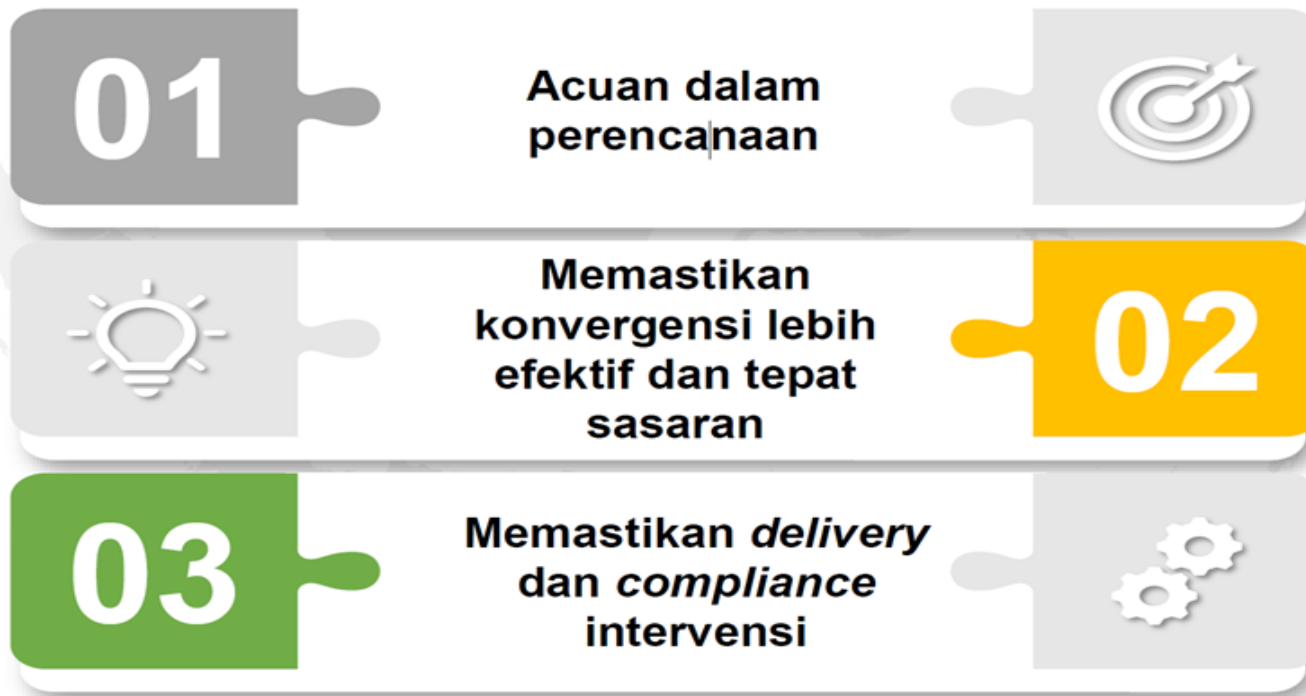 01
Acuan dalam
perencanaan
Memastikan
konvergensi lebih
efektif dan tepat
sasaran
02
03
Memastikan delivery
dan compliance
intervensi